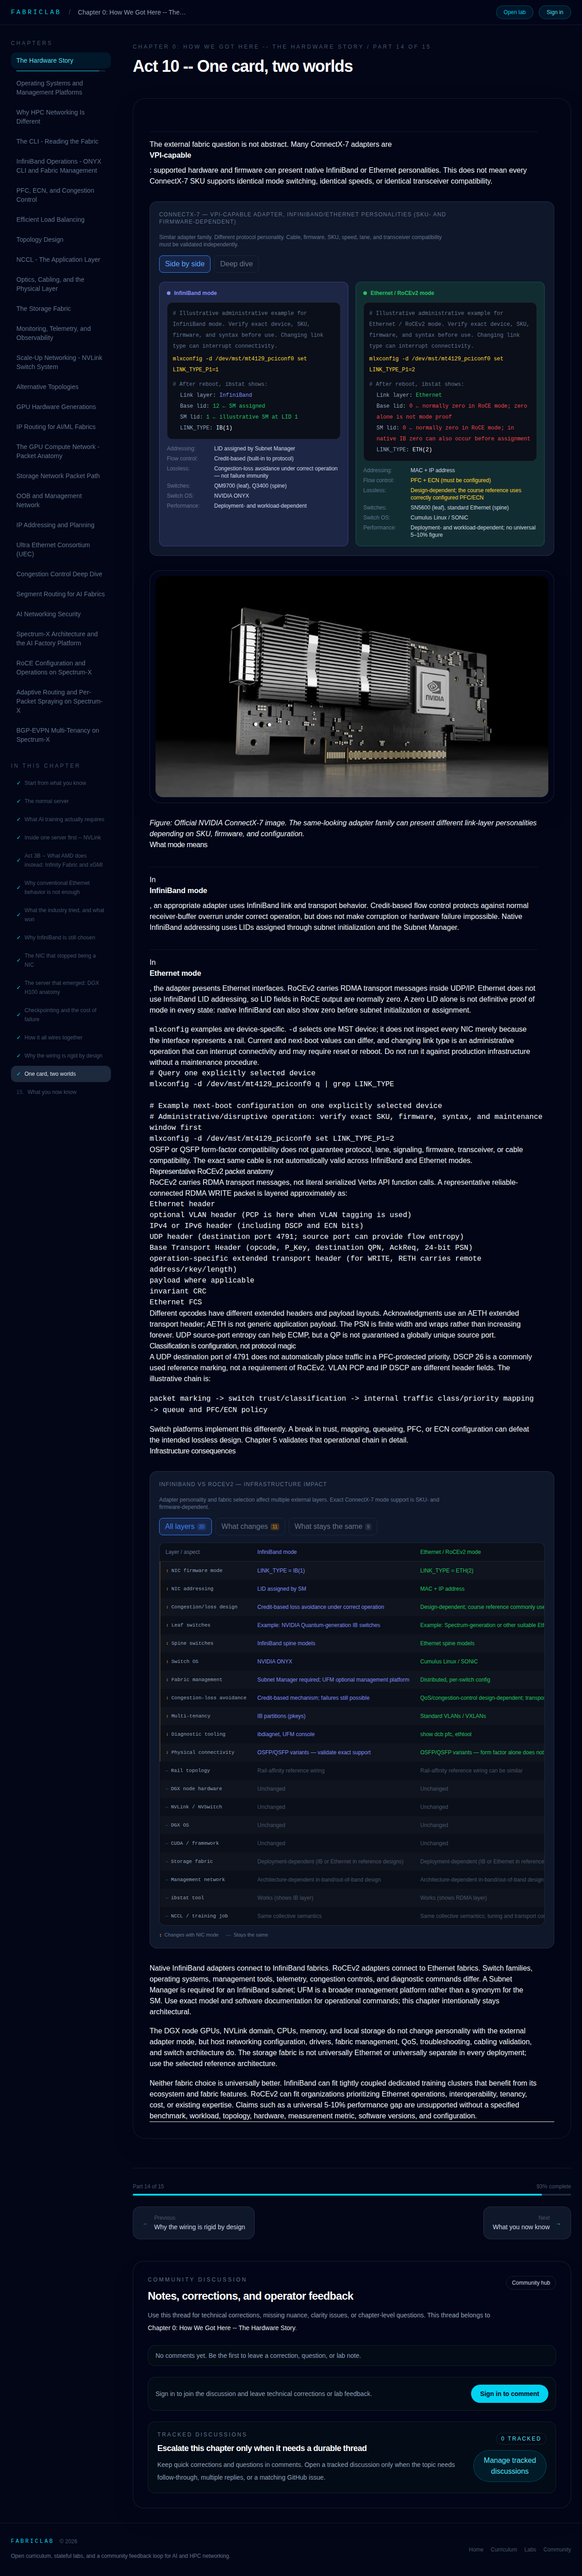 FABRICLAB / Chapter 0: How We Got Here -- The...
Open lab
Sign in
CHAPTERS
The Hardware Story
Operating Systems and
Management Platforms
Why HPC Networking Is
Different
The CLI - Reading the Fabric
InfiniBand Operations - ONYX
CLI and Fabric Management
PFC, ECN, and Congestion
Control
Efficient Load Balancing
Topology Design
NCCL - The Application Layer
Optics, Cabling, and the
Physical Layer
The Storage Fabric
Monitoring, Telemetry, and
Observability
Scale-Up Networking - NVLink
Switch System
Alternative Topologies
GPU Hardware Generations
IP Routing for AI/ML Fabrics
The GPU Compute Network -
Packet Anatomy
Storage Network Packet Path
OOB and Management
Network
IP Addressing and Planning
Ultra Ethernet Consortium
(UEC)
Congestion Control Deep Dive
Segment Routing for AI Fabrics
AI Networking Security
Spectrum-X Architecture and
the AI Factory Platform
RoCE Configuration and
Operations on Spectrum-X
Adaptive Routing and Per-
Packet Spraying on Spectrum-
X
BGP-EVPN Multi-Tenancy on
Spectrum-X
IN THIS CHAPTER
✓ Start from what you know
✓ The normal server
✓ What AI training actually requires
✓ Inside one server first -- NVLink
✓ Act 3B -- What AMD does
instead: Infinity Fabric and xGMI
✓ Why conventional Ethernet
behavior is not enough
✓ What the industry tried, and what
won
✓ Why InfiniBand is still chosen
✓ The NIC that stopped being a
NIC
✓ The server that emerged: DGX
H100 anatomy
✓ Checkpointing and the cost of
failure
✓ How it all wires together
✓ Why the wiring is rigid by design
✓ One card, two worlds
15. What you now know
CHAPTER 0: HOW WE GOT HERE -- THE HARDWARE STORY / PART 14 OF 15
Act 10 -- One card, two worlds
The external fabric question is not abstract. Many ConnectX-7 adapters are
VPI-capable
: supported hardware and firmware can present native InfiniBand or Ethernet personalities. This does not mean every
ConnectX-7 SKU supports identical mode switching, identical speeds, or identical transceiver compatibility.
CONNECTX-7 — VPI-CAPABLE ADAPTER, INFINIBAND/ETHERNET PERSONALITIES (SKU- AND
FIRMWARE-DEPENDENT)
Similar adapter family. Different protocol personality. Cable, firmware, SKU, speed, lane, and transceiver compatibility
must be validated independently.
Side by side
Deep dive
InfiniBand mode
# Illustrative administrative example for
InfiniBand mode. Verify exact device, SKU,
firmware, and syntax before use. Changing link
type can interrupt connectivity.
mlxconfig -d /dev/mst/mt4129_pciconf0 set
LINK_TYPE_P1=1
# After reboot, ibstat shows:
Link layer: InfiniBand
Base lid: 12 ← SM assigned
SM lid: 1 ← illustrative SM at LID 1
LINK_TYPE: IB(1)
Addressing: LID assigned by Subnet Manager
Flow control: Credit-based (built-in to protocol)
Lossless: Congestion-loss avoidance under correct operation
— not failure immunity
Switches: QM9700 (leaf), Q3400 (spine)
Switch OS: NVIDIA ONYX
Performance: Deployment- and workload-dependent
Ethernet / RoCEv2 mode
# Illustrative administrative example for
Ethernet / RoCEv2 mode. Verify exact device, SKU,
firmware, and syntax before use. Changing link
type can interrupt connectivity.
mlxconfig -d /dev/mst/mt4129_pciconf0 set
LINK_TYPE_P1=2
# After reboot, ibstat shows:
Link layer: Ethernet
Base lid: 0 ← normally zero in RoCE mode; zero
alone is not mode proof
SM lid: 0 ← normally zero in RoCE mode; in
native IB zero can also occur before assignment
LINK_TYPE: ETH(2)
Addressing: MAC + IP address
Flow control: PFC + ECN (must be configured)
Lossless: Design-dependent; the course reference uses
correctly configured PFC/ECN
Switches: SN5600 (leaf), standard Ethernet (spine)
Switch OS: Cumulus Linux / SONiC
Performance: Deployment- and workload-dependent; no universal
5–10% figure
NVIDIA
Figure: Official NVIDIA ConnectX-7 image. The same-looking adapter family can present different link-layer personalities
depending on SKU, firmware, and configuration.
What mode means
In
InfiniBand mode
, an appropriate adapter uses InfiniBand link and transport behavior. Credit-based flow control protects against normal
receiver-buffer overrun under correct operation, but does not make corruption or hardware failure impossible. Native
InfiniBand addressing uses LIDs assigned through subnet initialization and the Subnet Manager.
In
Ethernet mode
, the adapter presents Ethernet interfaces. RoCEv2 carries RDMA transport messages inside UDP/IP. Ethernet does not
use InfiniBand LID addressing, so LID fields in RoCE output are normally zero. A zero LID alone is not definitive proof of
mode in every state: native InfiniBand can also show zero before subnet initialization or assignment.
mlxconfig examples are device-specific. -d selects one MST device; it does not inspect every NIC merely because
the interface represents a rail. Current and next-boot values can differ, and changing link type is an administrative
operation that can interrupt connectivity and may require reset or reboot. Do not run it against production infrastructure
without a maintenance procedure.
# Query one explicitly selected device
mlxconfig -d /dev/mst/mt4129_pciconf0 q | grep LINK_TYPE
# Example next-boot configuration on one explicitly selected device
# Administrative/disruptive operation: verify exact SKU, firmware, syntax, and maintenance
window first
mlxconfig -d /dev/mst/mt4129_pciconf0 set LINK_TYPE_P1=2
OSFP or QSFP form-factor compatibility does not guarantee protocol, lane, signaling, firmware, transceiver, or cable
compatibility. The exact same cable is not automatically valid across InfiniBand and Ethernet modes.
Representative RoCEv2 packet anatomy
RoCEv2 carries RDMA transport messages, not literal serialized Verbs API function calls. A representative reliable-
connected RDMA WRITE packet is layered approximately as:
Ethernet header
optional VLAN header (PCP is here when VLAN tagging is used)
IPv4 or IPv6 header (including DSCP and ECN bits)
UDP header (destination port 4791; source port can provide flow entropy)
Base Transport Header (opcode, P_Key, destination QPN, AckReq, 24-bit PSN)
operation-specific extended transport header (for WRITE, RETH carries remote
address/rkey/length)
payload where applicable
invariant CRC
Ethernet FCS
Different opcodes have different extended headers and payload layouts. Acknowledgments use an AETH extended
transport header; AETH is not generic application payload. The PSN is finite width and wraps rather than increasing
forever. UDP source-port entropy can help ECMP, but a QP is not guaranteed a globally unique source port.
Classification is configuration, not protocol magic
A UDP destination port of 4791 does not automatically place traffic in a PFC-protected priority. DSCP 26 is a commonly
used reference marking, not a requirement of RoCEv2. VLAN PCP and IP DSCP are different header fields. The
illustrative chain is:
packet marking -> switch trust/classification -> internal traffic class/priority mapping
-> queue and PFC/ECN policy
Switch platforms implement this differently. A break in trust, mapping, queueing, PFC, or ECN configuration can defeat
the intended lossless design. Chapter 5 validates that operational chain in detail.
Infrastructure consequences
INFINIBAND VS ROCEV2 — INFRASTRUCTURE IMPACT
Adapter personality and fabric selection affect multiple external layers. Exact ConnectX-7 mode support is SKU- and
firmware-dependent.
All layers 20
What changes 11
What stays the same 9
Layer / aspect InfiniBand mode Ethernet / RoCEv2 mode
↕ NIC firmware mode LINK_TYPE = IB(1) LINK_TYPE = ETH(2)
↕ NIC addressing LID assigned by SM MAC + IP address
↕ Congestion/loss design Credit-based loss avoidance under correct operation Design-dependent; course reference commonly use
↕ Leaf switches Example: NVIDIA Quantum-generation IB switches Example: Spectrum-generation or other suitable Eth
↕ Spine switches InfiniBand spine models Ethernet spine models
↕ Switch OS NVIDIA ONYX Cumulus Linux / SONiC
↕ Fabric management Subnet Manager required; UFM optional management platform Distributed, per-switch config
↕ Congestion-loss avoidance Credit-based mechanism; failures still possible QoS/congestion-control design-dependent; transpo
↕ Multi-tenancy IB partitions (pkeys) Standard VLANs / VXLANs
↕ Diagnostic tooling ibdiagnet, UFM console show dcb pfc, ethtool
↕ Physical connectivity OSFP/QSFP variants — validate exact support OSFP/QSFP variants — form factor alone does not
— Rail topology Rail-affinity reference wiring Rail-affinity reference wiring can be similar
— DGX node hardware Unchanged Unchanged
— NVLink / NVSwitch Unchanged Unchanged
— DGX OS Unchanged Unchanged
— CUDA / framework Unchanged Unchanged
— Storage fabric Deployment-dependent (IB or Ethernet in reference designs) Deployment-dependent (IB or Ethernet in reference
— Management network Architecture-dependent in-band/out-of-band design Architecture-dependent in-band/out-of-band design
— ibstat tool Works (shows IB layer) Works (shows RDMA layer)
— NCCL / training job Same collective semantics Same collective semantics; tuning and transport co
↕ Changes with NIC mode — Stays the same
Native InfiniBand adapters connect to InfiniBand fabrics. RoCEv2 adapters connect to Ethernet fabrics. Switch families,
operating systems, management tools, telemetry, congestion controls, and diagnostic commands differ. A Subnet
Manager is required for an InfiniBand subnet; UFM is a broader management platform rather than a synonym for the
SM. Use exact model and software documentation for operational commands; this chapter intentionally stays
architectural.
The DGX node GPUs, NVLink domain, CPUs, memory, and local storage do not change personality with the external
adapter mode, but host networking configuration, drivers, fabric management, QoS, troubleshooting, cabling validation,
and switch architecture do. The storage fabric is not universally Ethernet or universally separate in every deployment;
use the selected reference architecture.
Neither fabric choice is universally better. InfiniBand can fit tightly coupled dedicated training clusters that benefit from its
ecosystem and fabric features. RoCEv2 can fit organizations prioritizing Ethernet operations, interoperability, tenancy,
cost, or existing expertise. Claims such as a universal 5-10% performance gap are unsupported without a specified
benchmark, workload, topology, hardware, measurement metric, software versions, and configuration.
Part 14 of 15
93% complete
← Previous
Why the wiring is rigid by design
Next →
What you now know
COMMUNITY DISCUSSION
Notes, corrections, and operator feedback
Community hub
Use this thread for technical corrections, missing nuance, clarity issues, or chapter-level questions. This thread belongs to
Chapter 0: How We Got Here -- The Hardware Story.
No comments yet. Be the first to leave a correction, question, or lab note.
Sign in to join the discussion and leave technical corrections or lab feedback.
Sign in to comment
TRACKED DISCUSSIONS
0 TRACKED
Escalate this chapter only when it needs a durable thread
Keep quick corrections and questions in comments. Open a tracked discussion only when the topic needs
follow-through, multiple replies, or a matching GitHub issue.
Manage tracked
discussions
FABRICLAB © 2026
Open curriculum, stateful labs, and a community feedback loop for AI and HPC networking.
Home Curriculum Labs Community